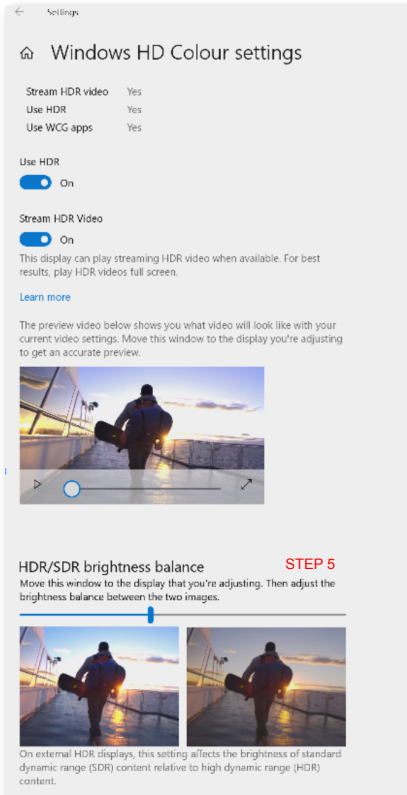 Settings
Windows HD Colour settings
Stream HDR video Yes
Use HDR Yes
Use WCG apps Yes
Use HDR
On
Stream HDR Video
On
This display can play streaming HDR video when available. For best
results, play HDR videos full screen.
Learn more
The preview video below shows you what video will look like with your
current video settings. Move this window to the display you're adjusting
to get an accurate preview.
HDR/SDR brightness balance STEP 5
Move this window to the display that you're adjusting. Then adjust the
brightness balance between the two images.
On external HDR displays, this setting affects the brightness of standard
dynamic range (SDR) content relative to high dynamic range (HDR)
content.